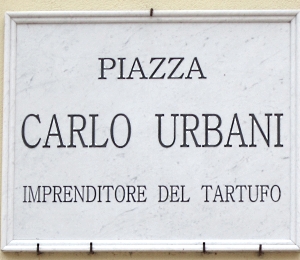 PIAZZA
CARLO URBANI
IMPRENDITORE DEL TARTUFO